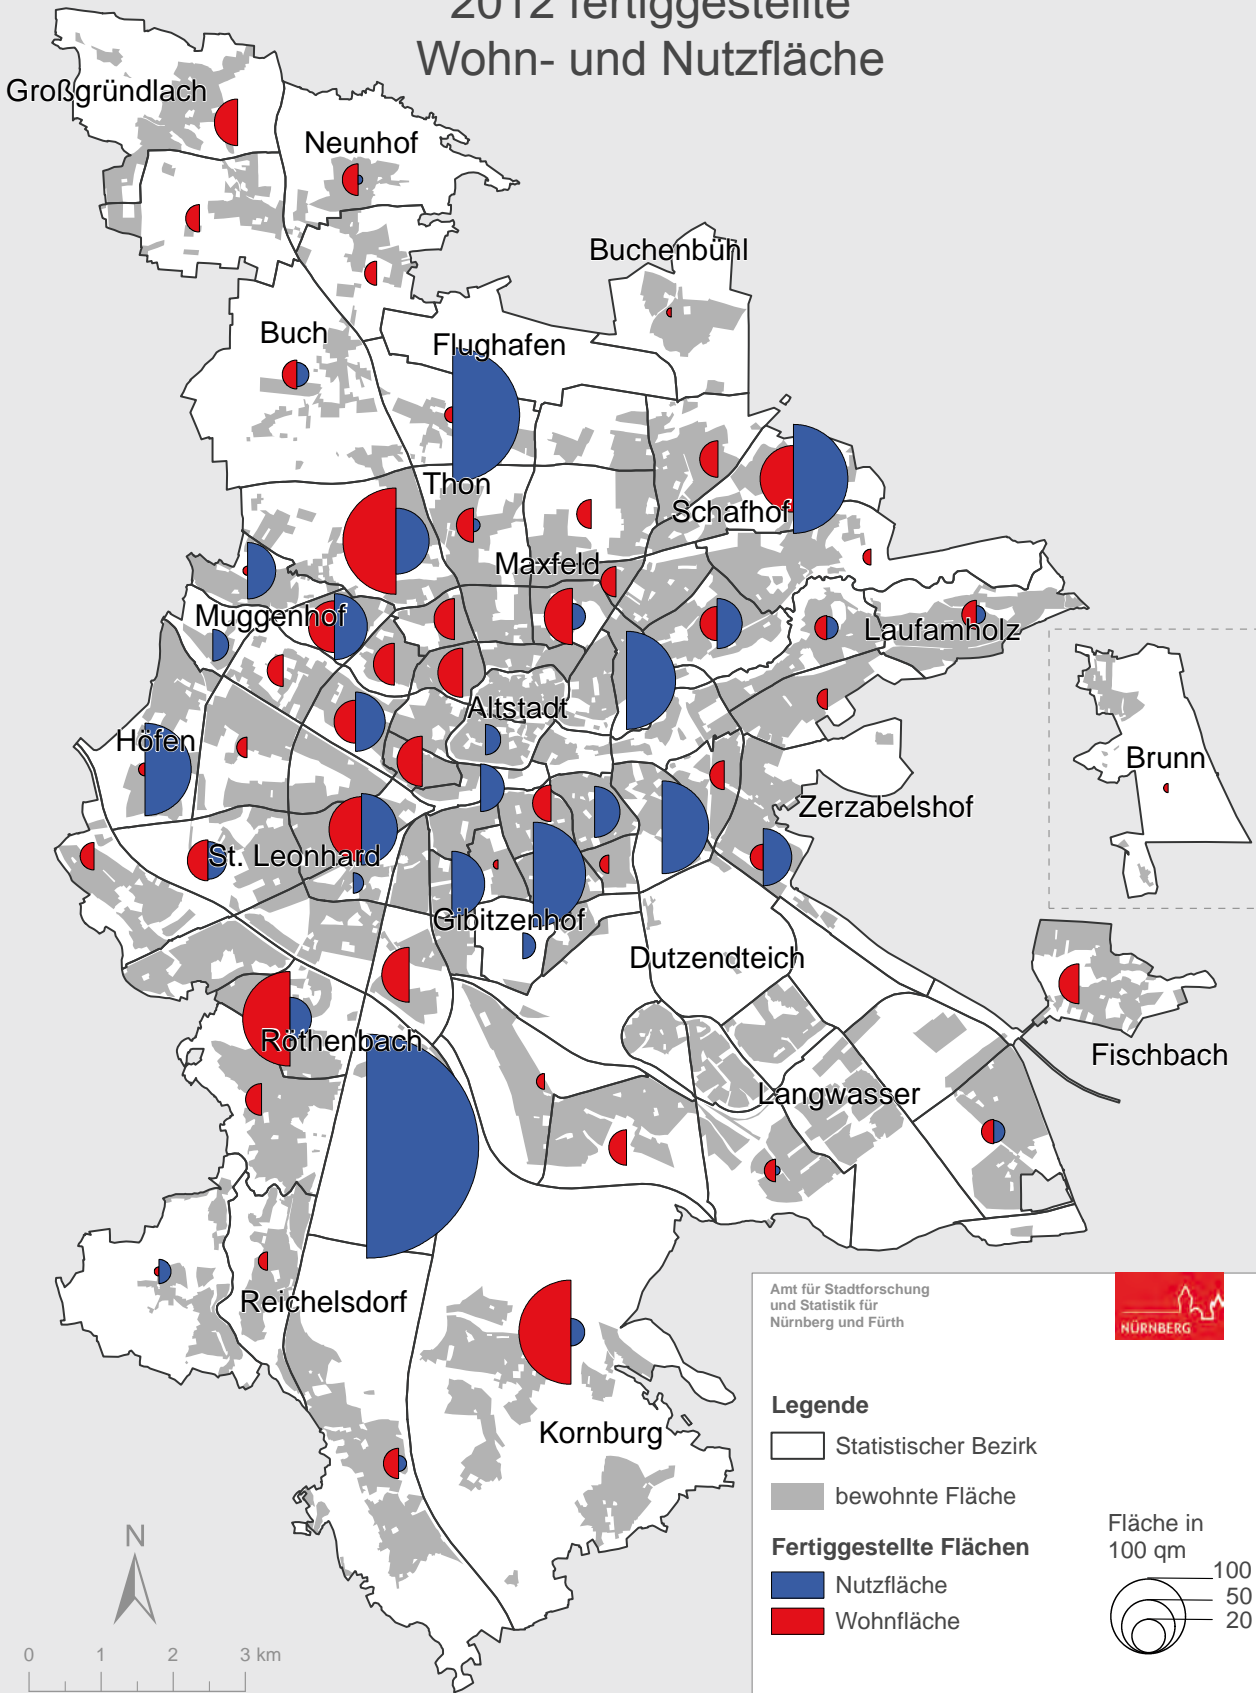 2012 fertiggestellte
Wohn- und Nutzfläche
Großgründlach
Neunhof
Buchenbühl
Buch
Flughafen
Thon
Schafhof
Maxfeld
Muggenhof
Laufamholz
Altstadt
Höfen
Brunn
Zerzabelshof
St. Leonhard
Gibitzenhof
Dutzendteich
Röthenbach
Fischbach
Langwasser
Reichelsdorf
Kornburg
Amt für Stadtforschung
und Statistik für
Nürnberg und Fürth
NÜRNBERG
Legende
Statistischer Bezirk
bewohnte Fläche
Fertiggestellte Flächen
Nutzfläche
Wohnfläche
Fläche in
100 qm
100
50
20
N
0 1 2 3 km